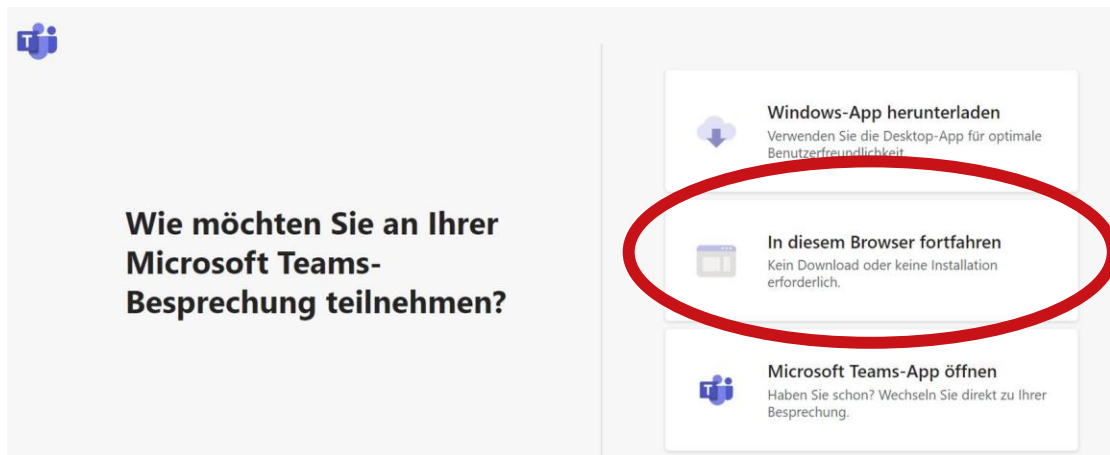 Wie möchten Sie an Ihrer
Microsoft Teams-
Besprechung teilnehmen?
Windows-App herunterladen
Verwenden Sie die Desktop-App für optimale
Benutzerfreundlichkeit.
In diesem Browser fortfahren
Kein Download oder keine Installation
erforderlich.
Microsoft Teams-App öffnen
Haben Sie schon? Wechseln Sie direkt zu Ihrer
Besprechung.